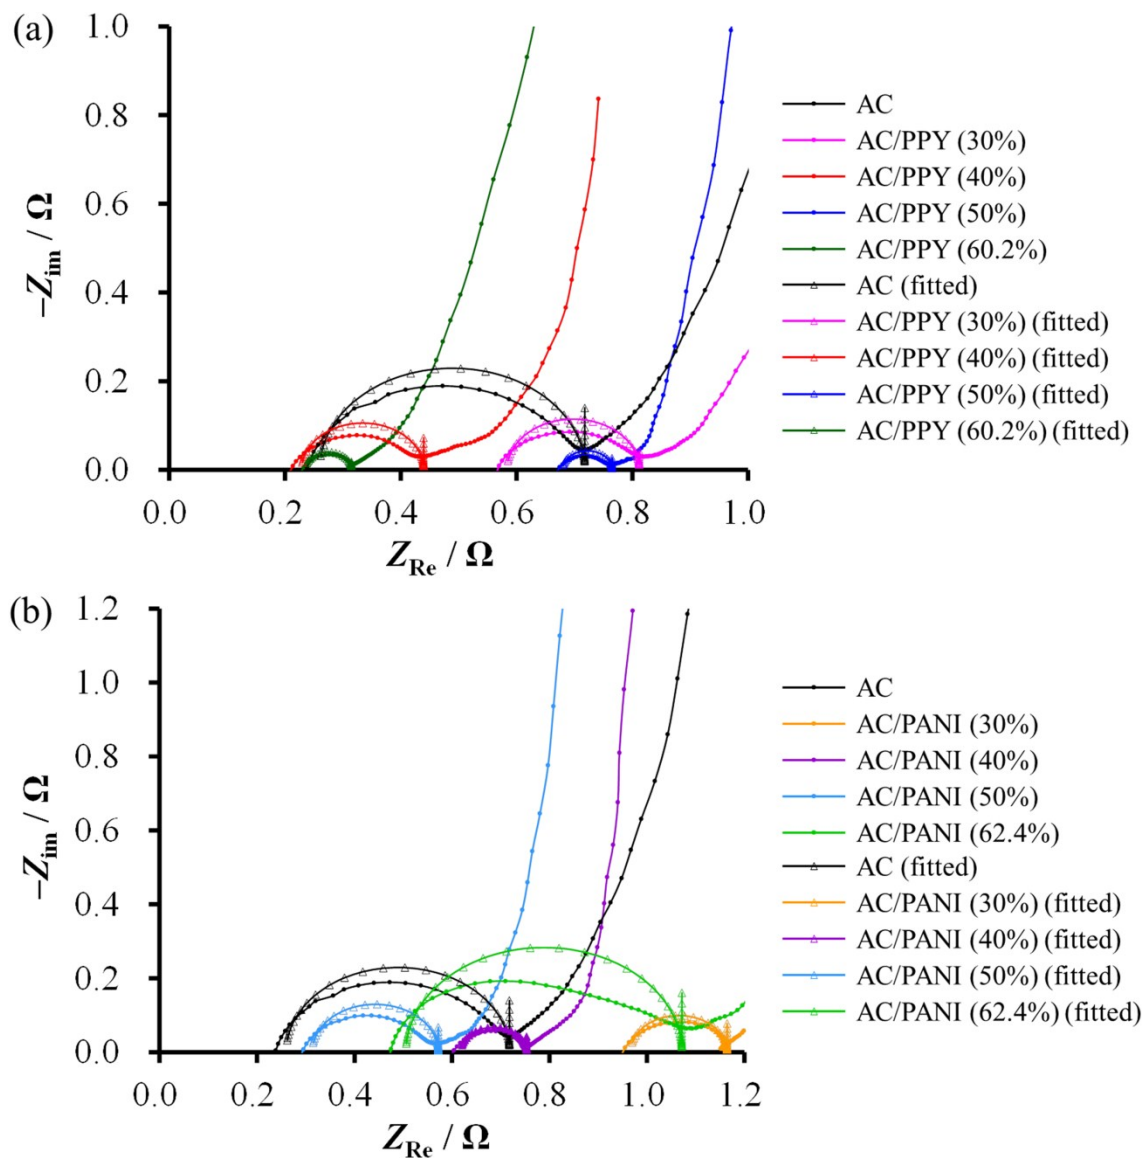 (a)
1.0
0.8
0.6
0.4
0.2
0.0
−Zim / Ω
0.0 0.2 0.4 0.6 0.8 1.0
ZRe / Ω
AC
AC/PPY (30%)
AC/PPY (40%)
AC/PPY (50%)
AC/PPY (60.2%)
AC (fitted)
AC/PPY (30%) (fitted)
AC/PPY (40%) (fitted)
AC/PPY (50%) (fitted)
AC/PPY (60.2%) (fitted)
(b)
1.2
1.0
0.8
0.6
0.4
0.2
0.0
−Zim / Ω
0.0 0.2 0.4 0.6 0.8 1.0 1.2
ZRe / Ω
AC
AC/PANI (30%)
AC/PANI (40%)
AC/PANI (50%)
AC/PANI (62.4%)
AC (fitted)
AC/PANI (30%) (fitted)
AC/PANI (40%) (fitted)
AC/PANI (50%) (fitted)
AC/PANI (62.4%) (fitted)